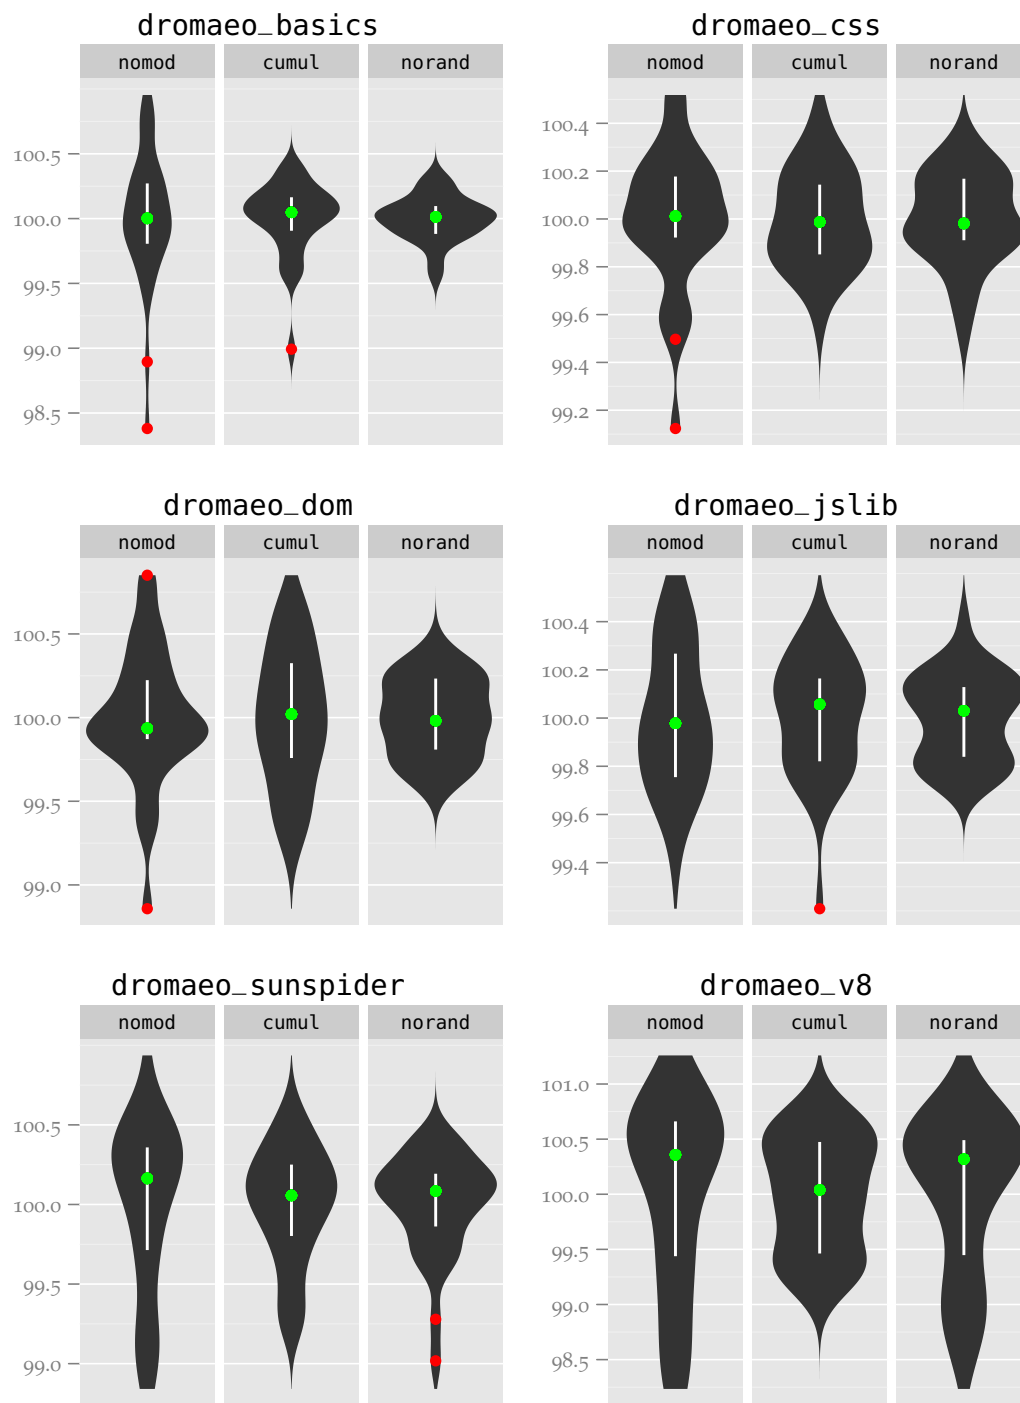 dromaeo_basics
nomod cumul norand
100.5
100.0
99.5
99.0
98.5
dromaeo_css
nomod cumul norand
100.4
100.2
100.0
99.8
99.6
99.4
99.2
dromaeo_dom
nomod cumul norand
100.5
100.0
99.5
99.0
dromaeo_jslib
nomod cumul norand
100.4
100.2
100.0
99.8
99.6
99.4
dromaeo_sunspider
nomod cumul norand
100.5
100.0
99.5
99.0
dromaeo_v8
nomod cumul norand
101.0
100.5
100.0
99.5
99.0
98.5